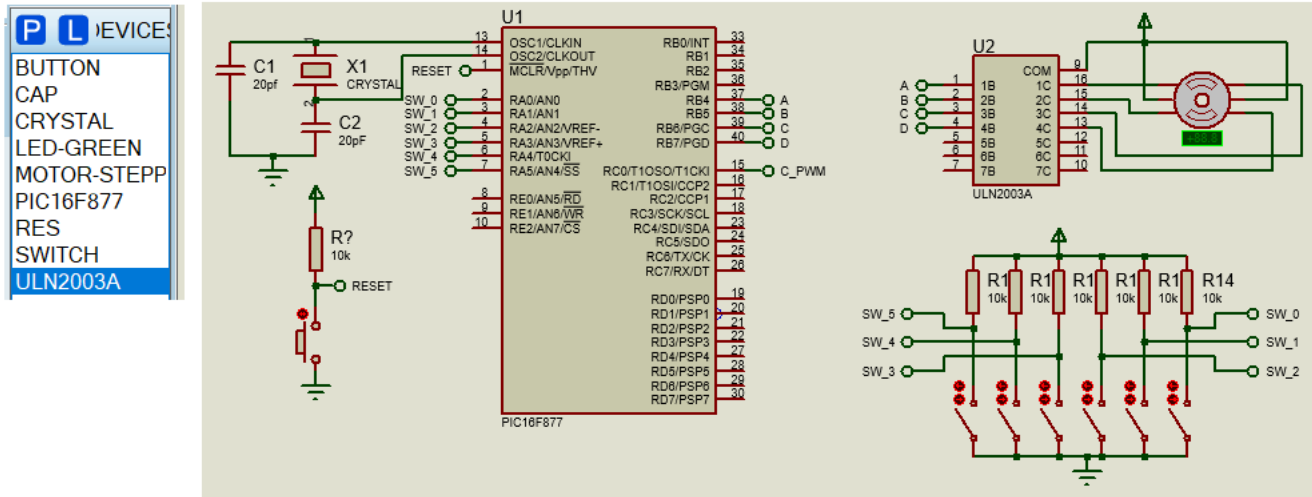 P L )EVICES
BUTTON
CAP
CRYSTAL
LED-GREEN
MOTOR-STEPP
PIC16F877
RES
SWITCH
ULN2003A
U1
13 OSC1/CLKIN
14 OSC2/CLKOUT
RESET 1 MCLR/Vpp/THV
SW_0 2 RA0/AN0
SW_1 3 RA1/AN1
SW_2 4 RA2/AN2/VREF-
SW_3 5 RA3/AN3/VREF+
SW_4 6 RA4/T0CKI
SW_5 7 RA5/AN4/SS
8 RE0/AN5/RD
9 RE1/AN6/WR
10 RE2/AN7/CS
RB0/INT 33
RB1 34
RB2 35
RB3/PGM 36
RB4 37 A
RB5 38 B
RB6/PGC 39 C
RB7/PGD 40 D
RC0/T1OSO/T1CKI 15 C_PWM
RC1/T1OSI/CCP2 16
RC2/CCP1 17
RC3/SCK/SCL 18
RC4/SDI/SDA 23
RC5/SDO 24
RC6/TX/CK 25
RC7/RX/DT 26
RD0/PSP0 19
RD1/PSP1 20
RD2/PSP2 21
RD3/PSP3 22
RD4/PSP4 27
RD5/PSP5 28
RD6/PSP6 29
RD7/PSP7 30
PIC16F877
C1
20pf
1
X1
CRYSTAL
2
C2
20pF
R?
10k
RESET
U2
COM 9
A 1 1B 1C 16
B 2 2B 2C 15
C 3 3B 3C 14
D 4 4B 4C 13
5 5B 5C 12
6 6B 6C 11
7 7B 7C 10
ULN2003A
R1 R1 R1 R1 R1 R14
10k 10k 10k 10k 10k 10k
SW_5 SW_0
SW_4 SW_1
SW_3 SW_2